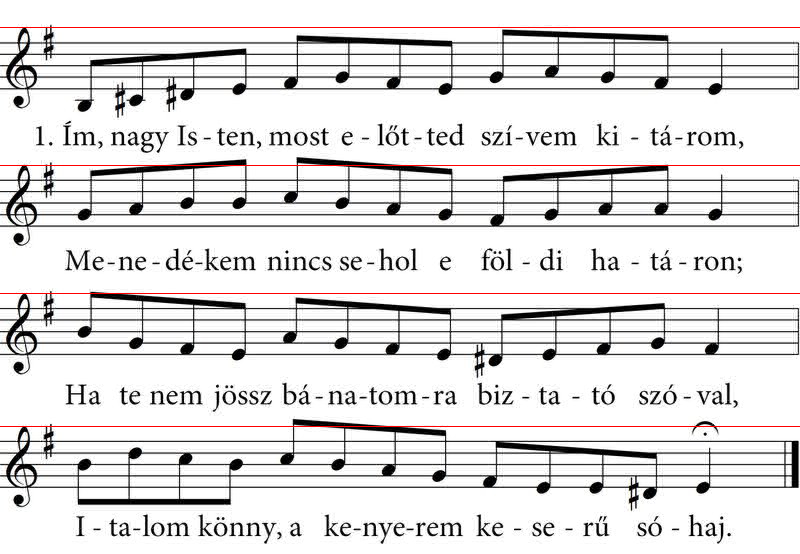 1. Ím, nagy Is - ten, most e - lőt - ted szí - vem ki - tá - rom,
Me - ne - dé - kem nincs se - hol e föl - di ha - tá - ron;
Ha te nem jössz bá - na - tom - ra biz - ta - tó szó - val,
I - ta - lom könny, a ke - nye - rem ke - se - rű só - haj.